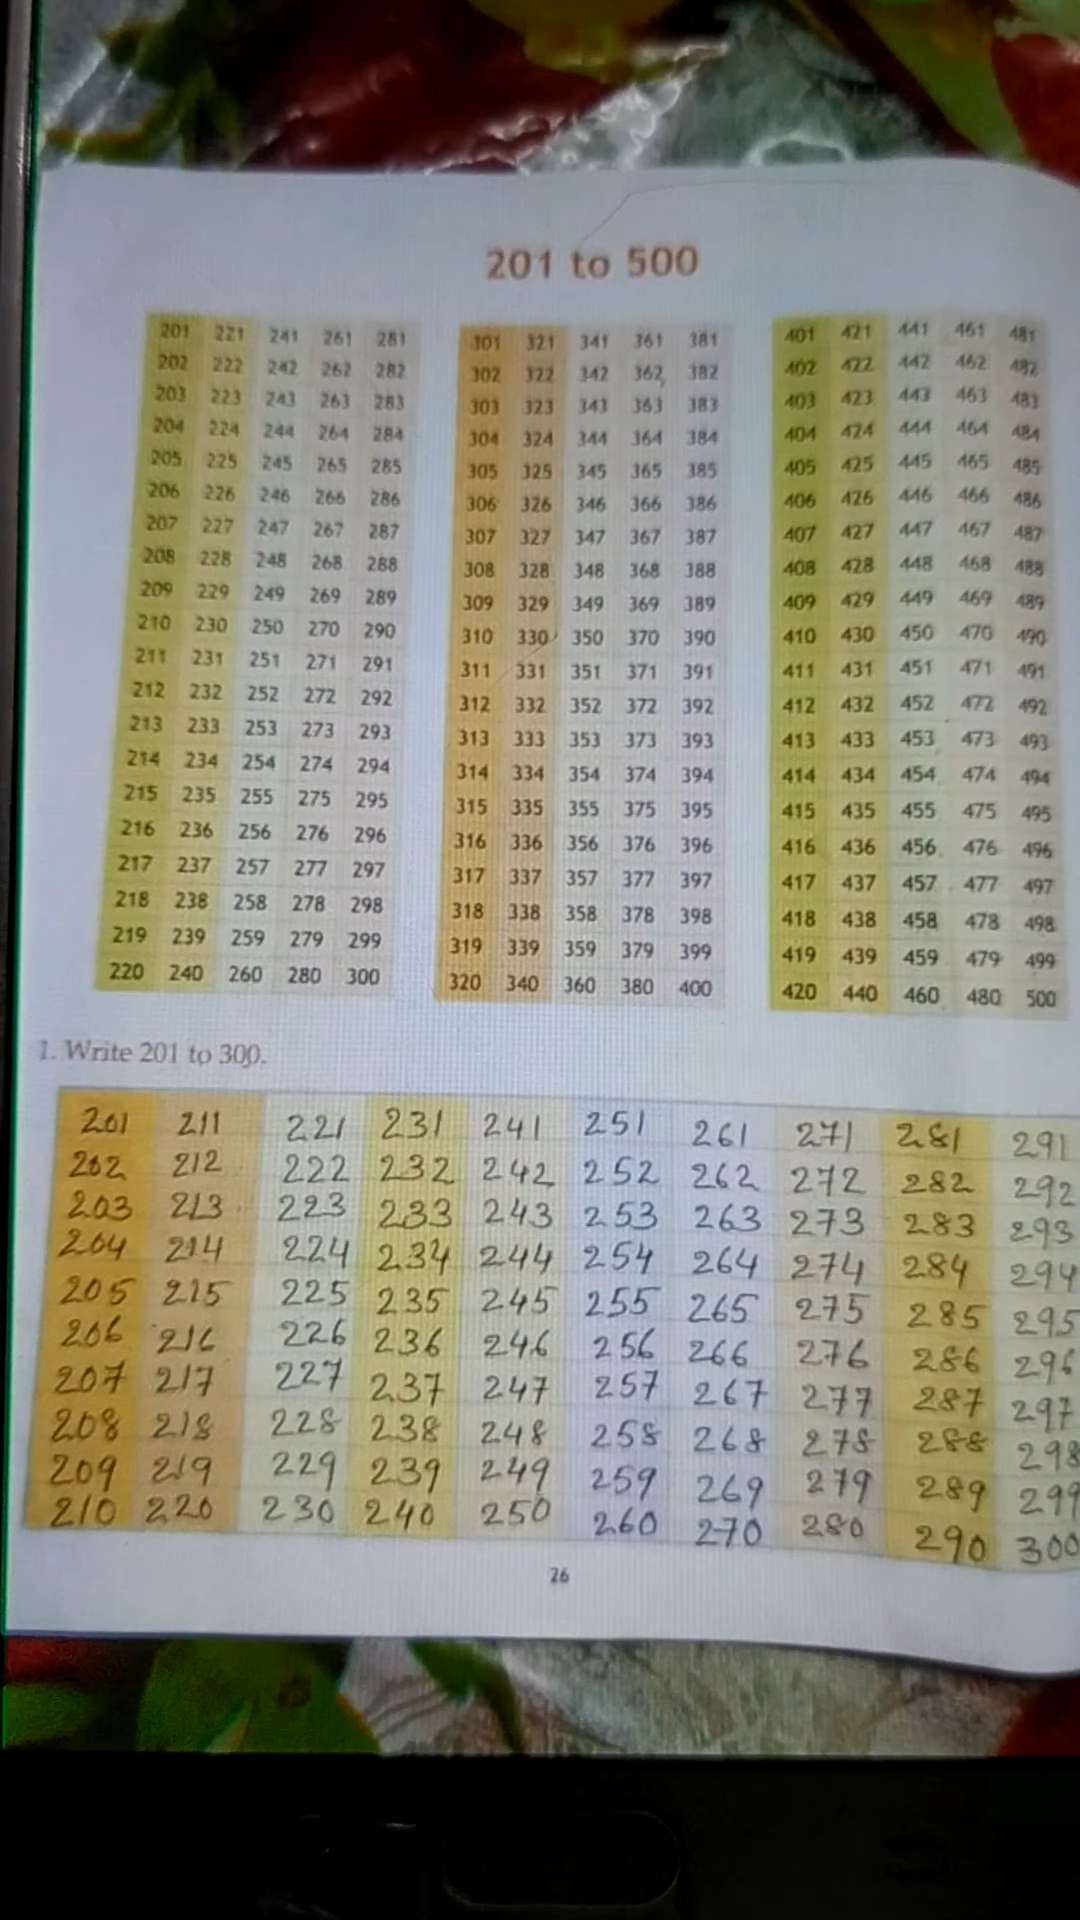 201 to 500
201 221 241 261 281 301 321 341 361 381 401 421 441 461 481
202 222 242 262 282 302 322 342 362 382 402 422 442 462 482
203 223 243 263 283 303 323 343 363 383 403 423 443 463 483
204 224 244 264 284 304 324 344 364 384 404 424 444 464 484
205 225 245 265 285 305 325 345 365 385 405 425 445 465 485
206 226 246 266 286 306 326 346 366 386 406 426 446 466 486
207 227 247 267 287 307 327 347 367 387 407 427 447 467 487
208 228 248 268 288 308 328 348 368 388 408 428 448 468 488
209 229 249 269 289 309 329 349 369 389 409 429 449 469 489
210 230 250 270 290 310 330 350 370 390 410 430 450 470 490
211 231 251 271 291 311 331 351 371 391 411 431 451 471 491
212 232 252 272 292 312 332 352 372 392 412 432 452 472 492
213 233 253 273 293 313 333 353 373 393 413 433 453 473 493
214 234 254 274 294 314 334 354 374 394 414 434 454 474 494
215 235 255 275 295 315 335 355 375 395 415 435 455 475 495
216 236 256 276 296 316 336 356 376 396 416 436 456 476 496
217 237 257 277 297 317 337 357 377 397 417 437 457 477 497
218 238 258 278 298 318 338 358 378 398 418 438 458 478 498
219 239 259 279 299 319 339 359 379 399 419 439 459 479 499
220 240 260 280 300 320 340 360 380 400 420 440 460 480 500
1. Write 201 to 300.
201 211 221 231 241 251 261 271 281 291
202 212 222 232 242 252 262 272 282 292
203 213 223 233 243 253 263 273 283 293
204 214 224 234 244 254 264 274 284 294
205 215 225 235 245 255 265 275 285 295
206 216 226 236 246 256 266 276 286 296
207 217 227 237 247 257 267 277 287 297
208 218 228 238 248 258 268 278 288 298
209 219 229 239 249 259 269 279 289 299
210 220 230 240 250 260 270 280 290 300
26